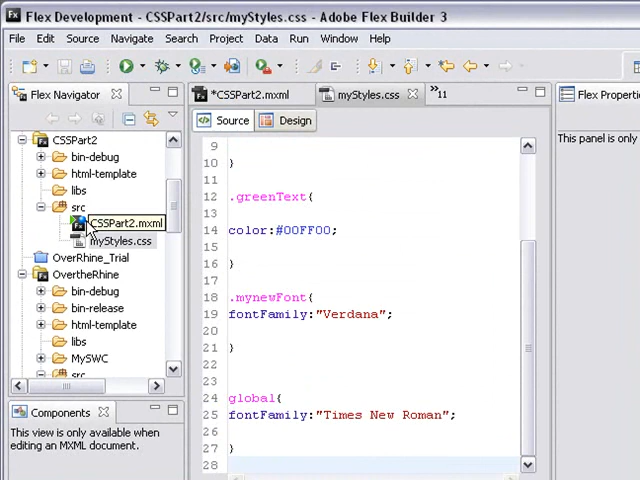 Flex Development - CSSPart2/src/myStyles.css - Adobe Flex Builder 3
File Edit Source Navigate Search Project Data Run Window Help
Flex Navigator
*CSSPart2.mxml
myStyles.css
»11
Flex Properties
Source
Design
This panel is only
CSSPart2
bin-debug
html-template
libs
src
CSSPart2.mxml
myStyles.css
OverRhine_Trial
OvertheRhine
bin-debug
bin-release
html-template
libs
MySWC
src
9
10 }
11
12 .greenText{
13
14 color:#00FF00;
15
16 }
17
18 .mynewFont{
19 fontFamily:"Verdana";
20
21 }
22
23
24 global{
25 fontFamily:"Times New Roman";
26
27 }
28
Components
This view is only available when
editing an MXML document.